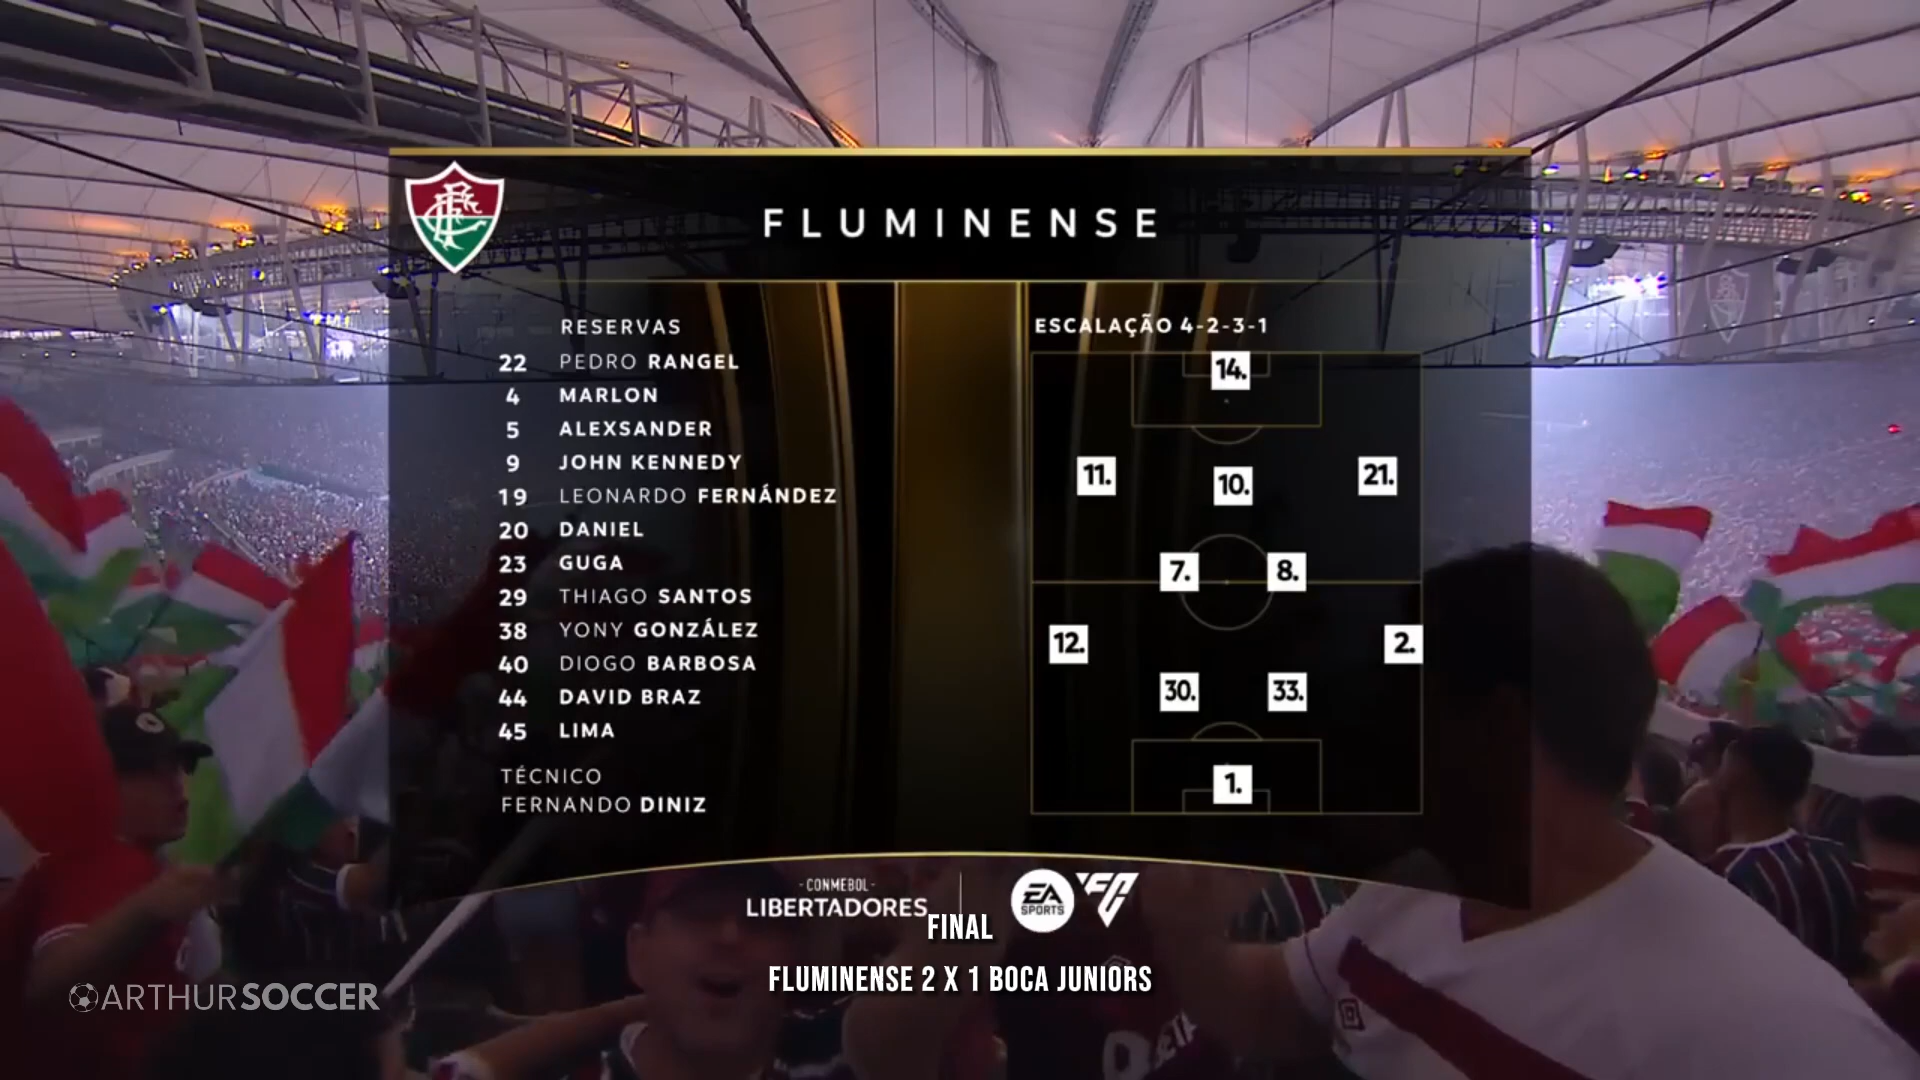 FLUMINENSE
RESERVAS
22 PEDRO RANGEL
4 MARLON
5 ALEXSANDER
9 JOHN KENNEDY
19 LEONARDO FERNÁNDEZ
20 DANIEL
23 GUGA
29 THIAGO SANTOS
38 YONY GONZÁLEZ
40 DIOGO BARBOSA
44 DAVID BRAZ
45 LIMA
TÉCNICO
FERNANDO DINIZ
ESCALAÇÃO 4-2-3-1
14.
11. 10. 21.
7. 8.
12. 2.
30. 33.
1.
-CONMEBOL-
LIBERTADORES
EA
SPORTS
FC
FINAL
FLUMINENSE 2 X 1 BOCA JUNIORS
ARTHURSOCCER